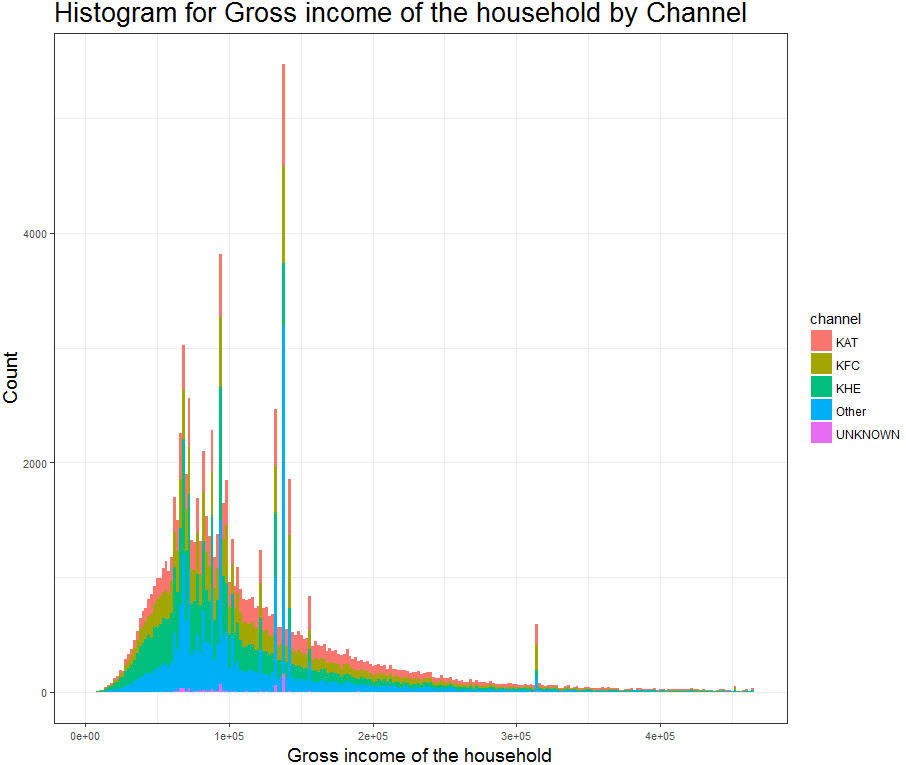 Histogram for Gross income of the household by Channel
Count
4000
2000
0
0e+00 1e+05 2e+05 3e+05 4e+05
Gross income of the household
channel
KAT
KFC
KHE
Other
UNKNOWN